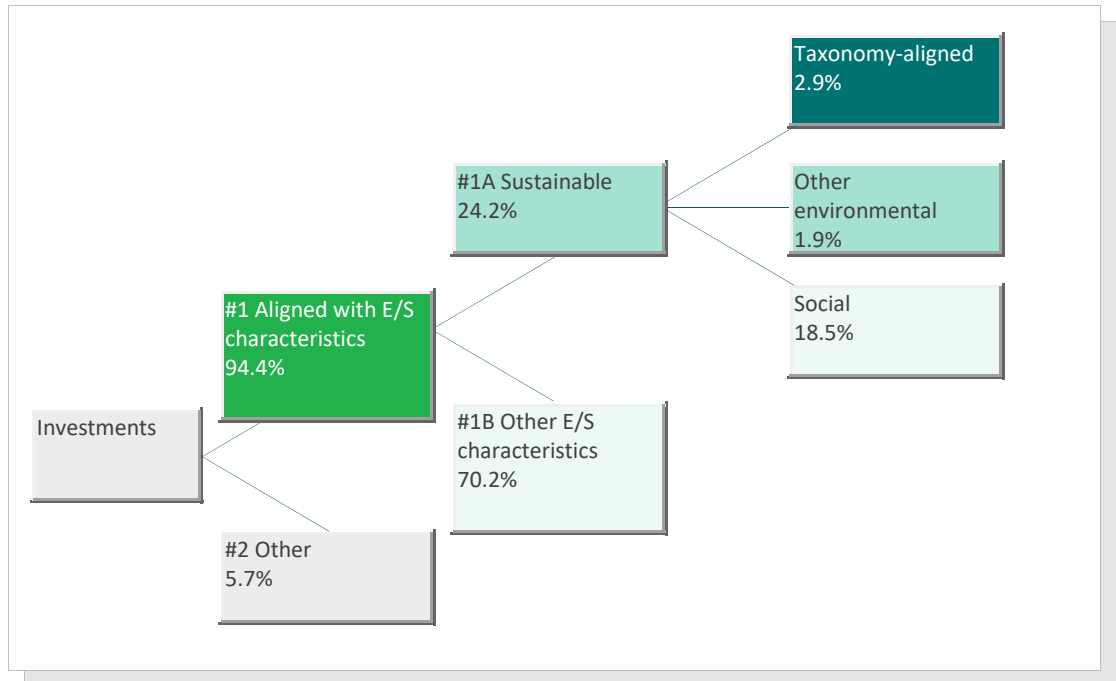 Investments
#1 Aligned with E/S
characteristics
94.4%
#2 Other
5.7%
#1A Sustainable
24.2%
#1B Other E/S
characteristics
70.2%
Taxonomy-aligned
2.9%
Other
environmental
1.9%
Social
18.5%